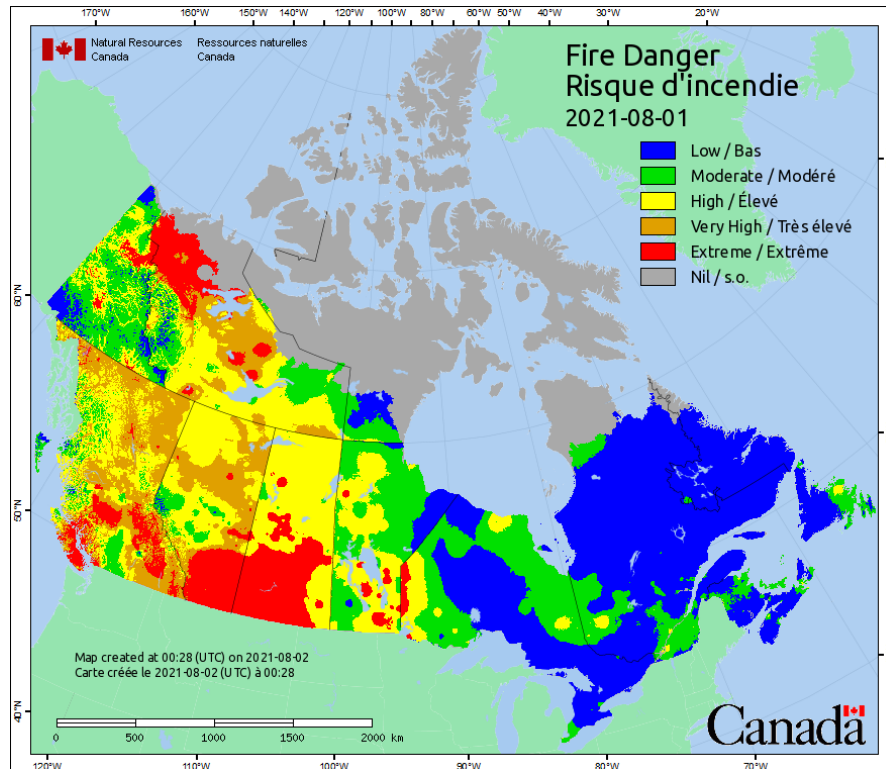 170°W 160°W 150°W 140°W 130°W 120°W 110°W 100°W 90°W 80°W 70°W 60°W 50°W 40°W 30°W 20°W
Natural Resources Ressources naturelles
Canada Canada
Fire Danger
Risque d'incendie
2021-08-01
Low / Bas
Moderate / Modéré
High / Élevé
Very High / Très élevé
Extreme / Extrême
Nil / s.o.
60°N
50°N
40°N
Map created at 00:28 (UTC) on 2021-08-02
Carte créée le 2021-08-02 (UTC) à 00:28
0 500 1000 1500 2000 km
Canada
120°W 110°W 100°W 90°W 80°W 70°W